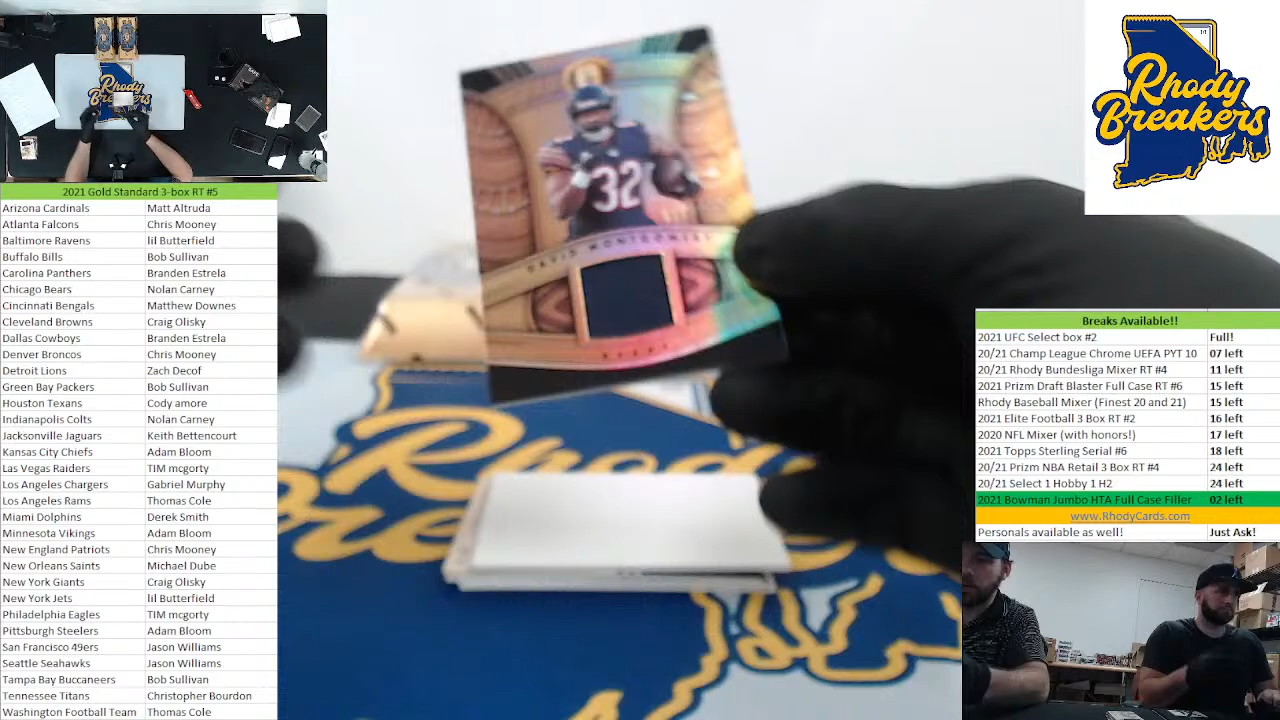 Rhody
Breakers
2021 Gold Standard 3-box RT #5
Arizona Cardinals Matt Altruda
Atlanta Falcons Chris Mooney
Baltimore Ravens lil Butterfield
Buffalo Bills Bob Sullivan
Carolina Panthers Branden Estrela
Chicago Bears Nolan Carney
Cincinnati Bengals Matthew Downes
Cleveland Browns Craig Olisky
Dallas Cowboys Branden Estrela
Denver Broncos Chris Mooney
Detroit Lions Zach Decof
Green Bay Packers Bob Sullivan
Houston Texans Cody amore
Indianapolis Colts Nolan Carney
Jacksonville Jaguars Keith Bettencourt
Kansas City Chiefs Adam Bloom
Las Vegas Raiders TIM mcgorty
Los Angeles Chargers Gabriel Murphy
Los Angeles Rams Thomas Cole
Miami Dolphins Derek Smith
Minnesota Vikings Adam Bloom
New England Patriots Chris Mooney
New Orleans Saints Michael Dube
New York Giants Craig Olisky
New York Jets lil Butterfield
Philadelphia Eagles TIM mcgorty
Pittsburgh Steelers Adam Bloom
San Francisco 49ers Jason Williams
Seattle Seahawks Jason Williams
Tampa Bay Buccaneers Bob Sullivan
Tennessee Titans Christopher Bourdon
Washington Football Team Thomas Cole
32
DAVID MONTGOMERY
BEARS
Rhody
Breakers
Rhody
Breakers
Breaks Available!!
2021 UFC Select box #2 Full!
20/21 Champ League Chrome UEFA PYT 10 07 left
20/21 Rhody Bundesliga Mixer RT #4 11 left
2021 Prizm Draft Blaster Full Case RT #6 15 left
Rhody Baseball Mixer (Finest 20 and 21) 15 left
2021 Elite Football 3 Box RT #2 16 left
2020 NFL Mixer (with honors!) 17 left
2021 Topps Sterling Serial #6 18 left
20/21 Prizm NBA Retail 3 Box RT #4 24 left
20/21 Select 1 Hobby 1 H2 24 left
2021 Bowman Jumbo HTA Full Case Filler 02 left
www.RhodyCards.com
Personals available as well! Just Ask!